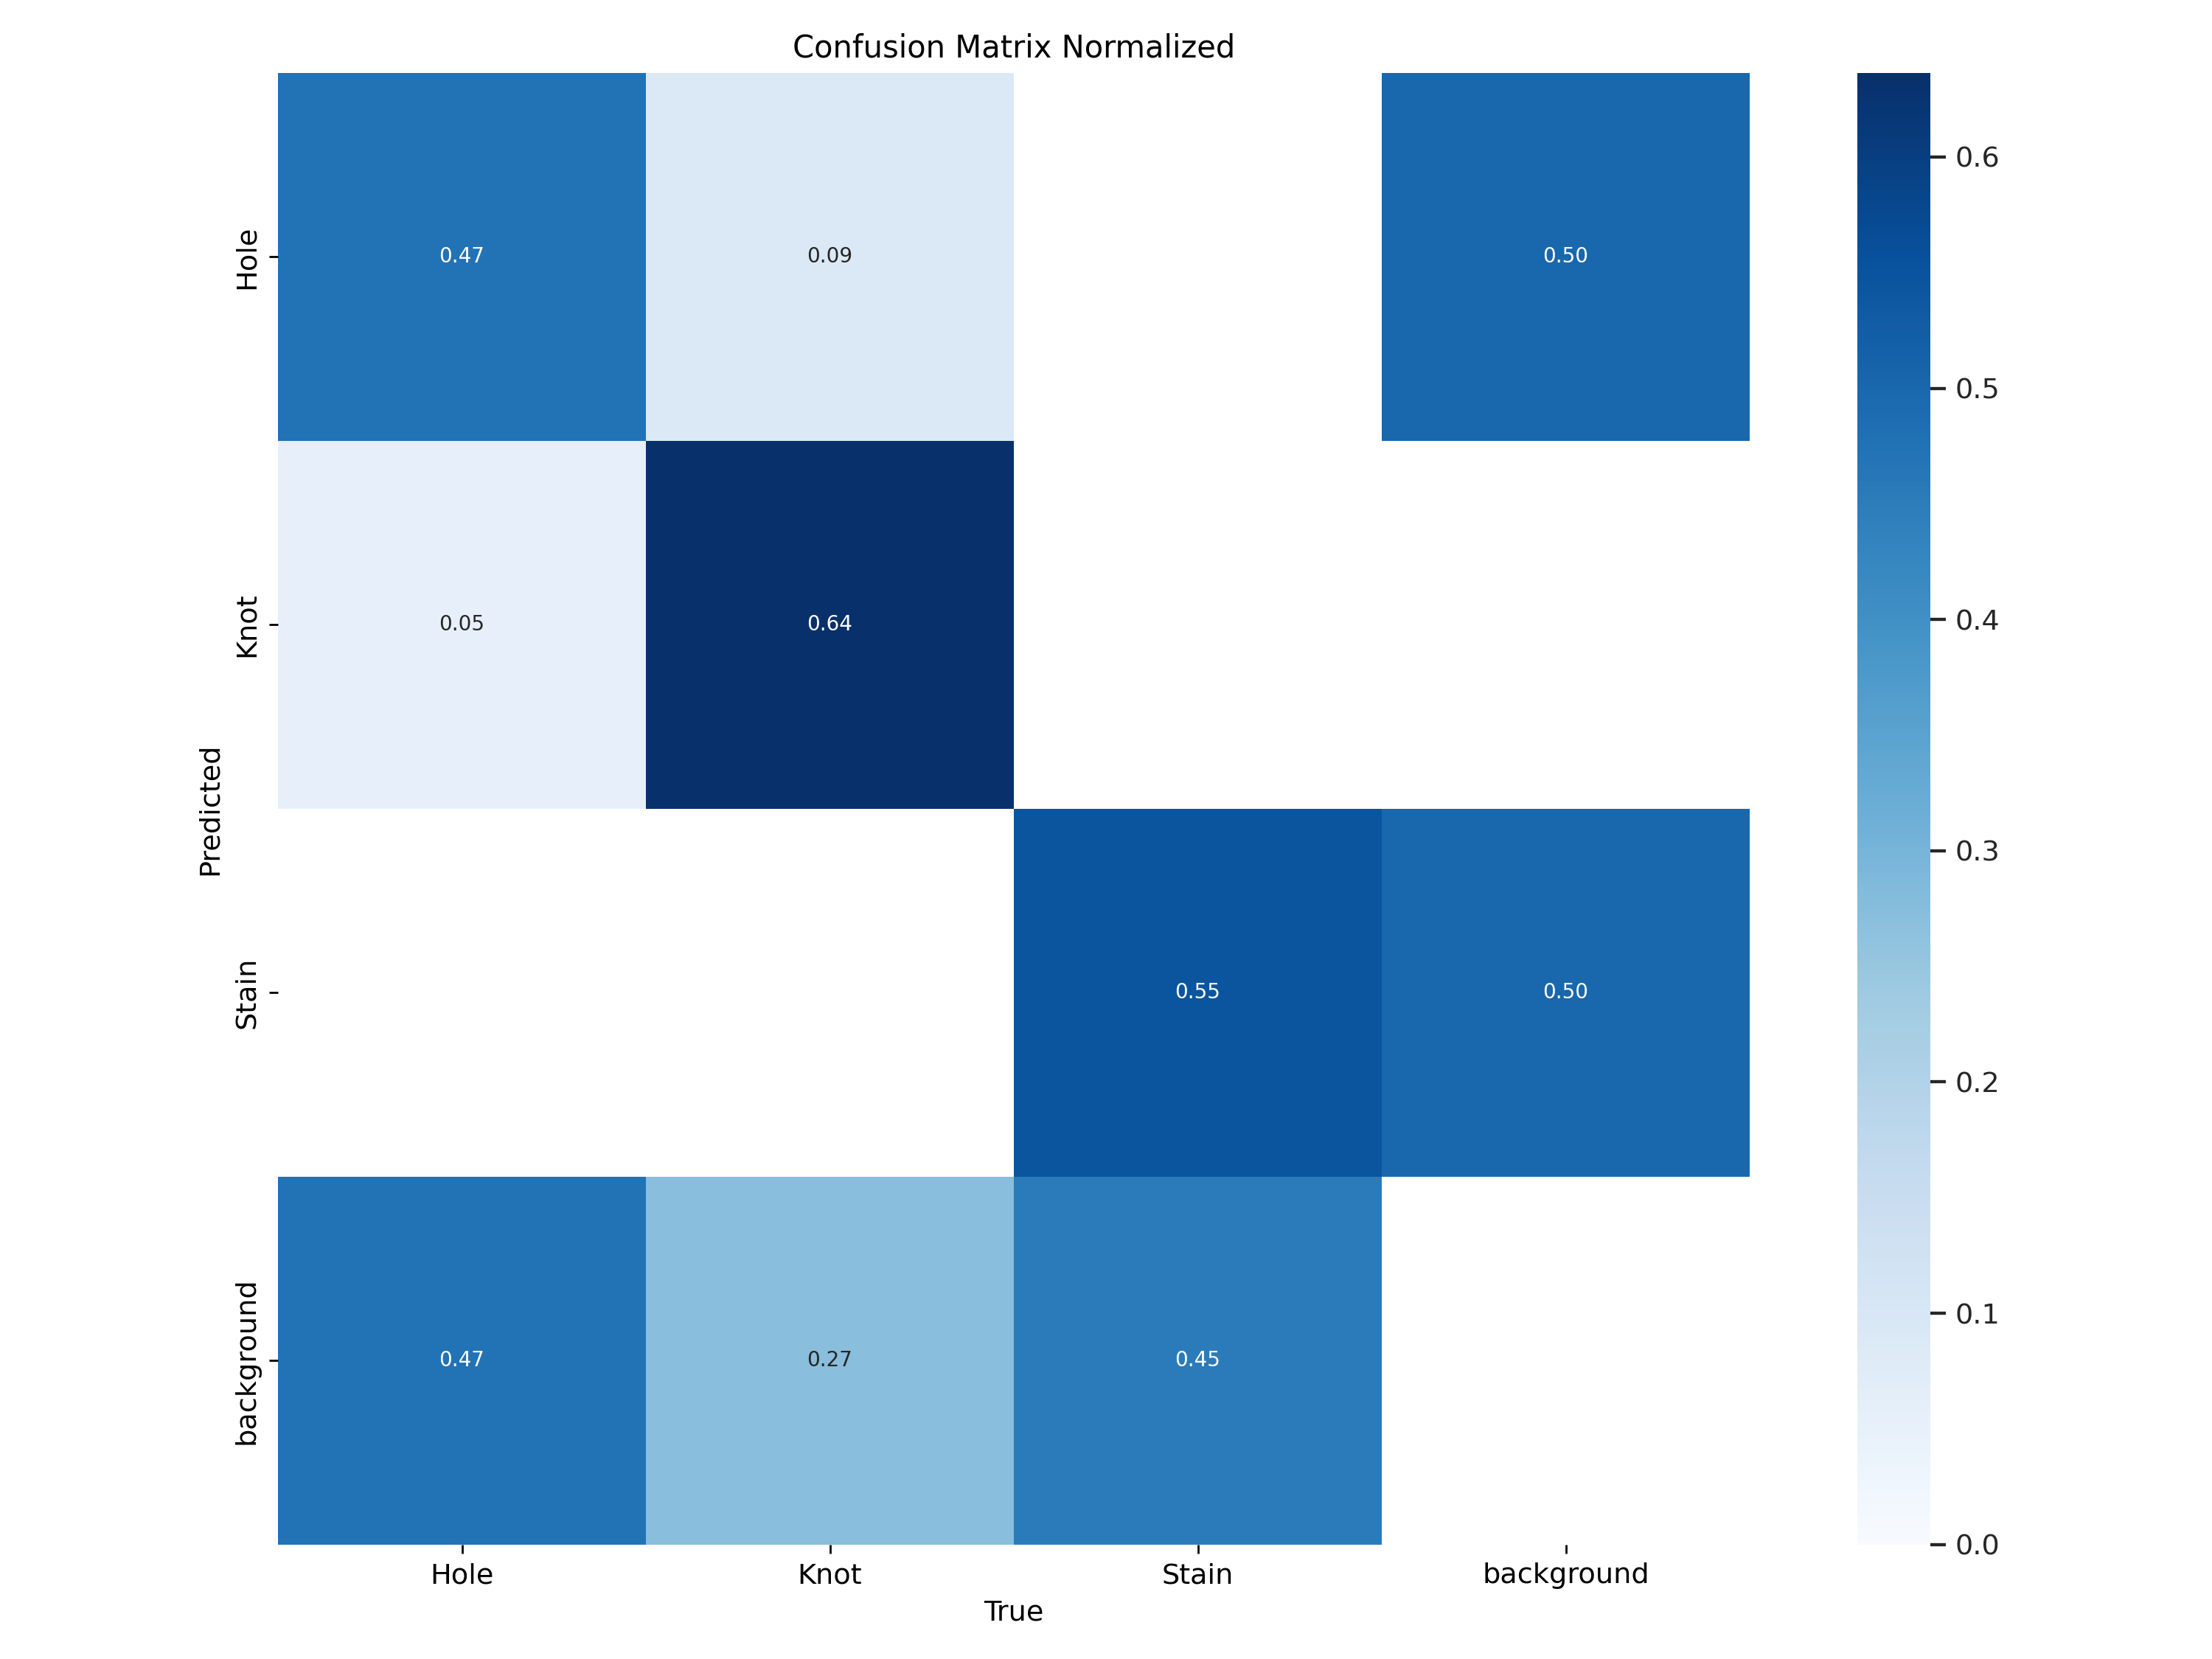 Confusion Matrix Normalized
Hole
0.47
0.09
0.50
Knot
0.05
0.64
Stain
0.55
0.50
background
0.47
0.27
0.45
Predicted
Hole
Knot
Stain
background
True
0.6
0.5
0.4
0.3
0.2
0.1
0.0